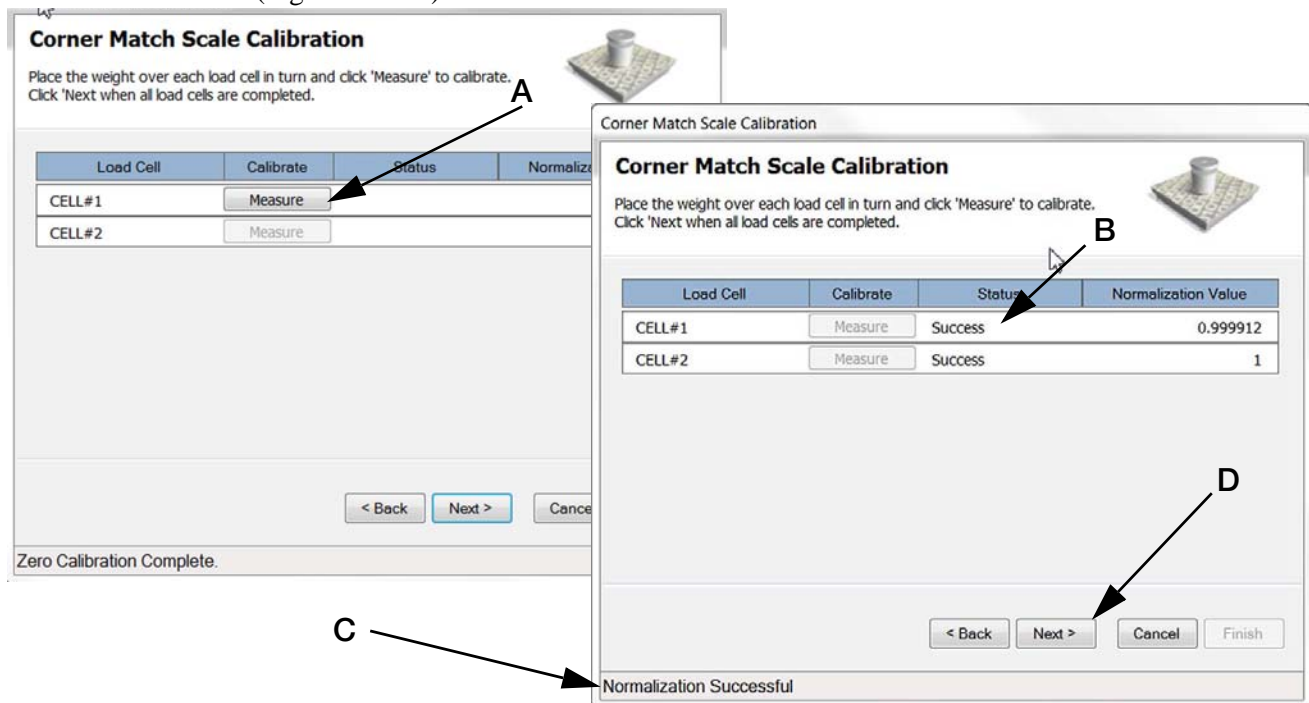 Corner Match Scale Calibration
Place the weight over each load cell in turn and click 'Measure' to calibrate.
Click 'Next when all load cells are completed.
A
Load Cell Calibrate Status
CELL#1 Measure
CELL#2 Measure
< Back Next >
Zero Calibration Complete.
Corner Match Scale Calibration
Corner Match Scale Calibration
Place the weight over each load cell in turn and click 'Measure' to calibrate.
Click 'Next when all load cells are completed.
B
Load Cell Calibrate Status Normalization Value
CELL#1 Measure Success 0.999912
CELL#2 Measure Success 1
D
< Back Next > Cancel Finish
C
Normalization Successful